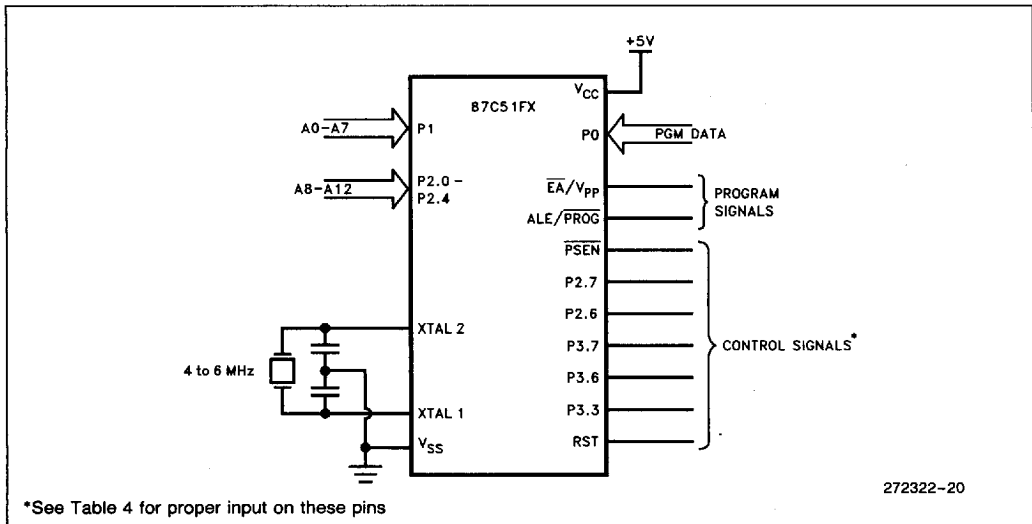 +5V
87C51FX
VCC
A0-A7
P1
P0
PGM DATA
A8-A12
P2.0-
P2.4
EA/VPP
ALE/PROG
PROGRAM
SIGNALS
PSEN
P2.7
P2.6
P3.7
P3.6
P3.3
RST
CONTROL SIGNALS*
XTAL 2
4 to 6 MHz
XTAL 1
VSS
272322-20
*See Table 4 for proper input on these pins